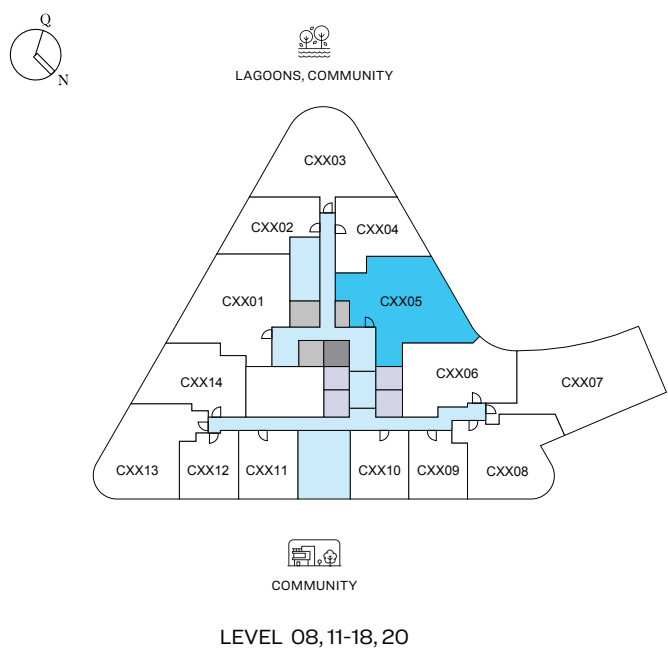 Q
N
LAGOONS, COMMUNITY
CXX03
CXX02
CXX04
CXX01
CXX05
CXX14
CXX06
CXX07
CXX13
CXX12
CXX11
CXX10
CXX09
CXX08
COMMUNITY
LEVEL 08, 11-18, 20